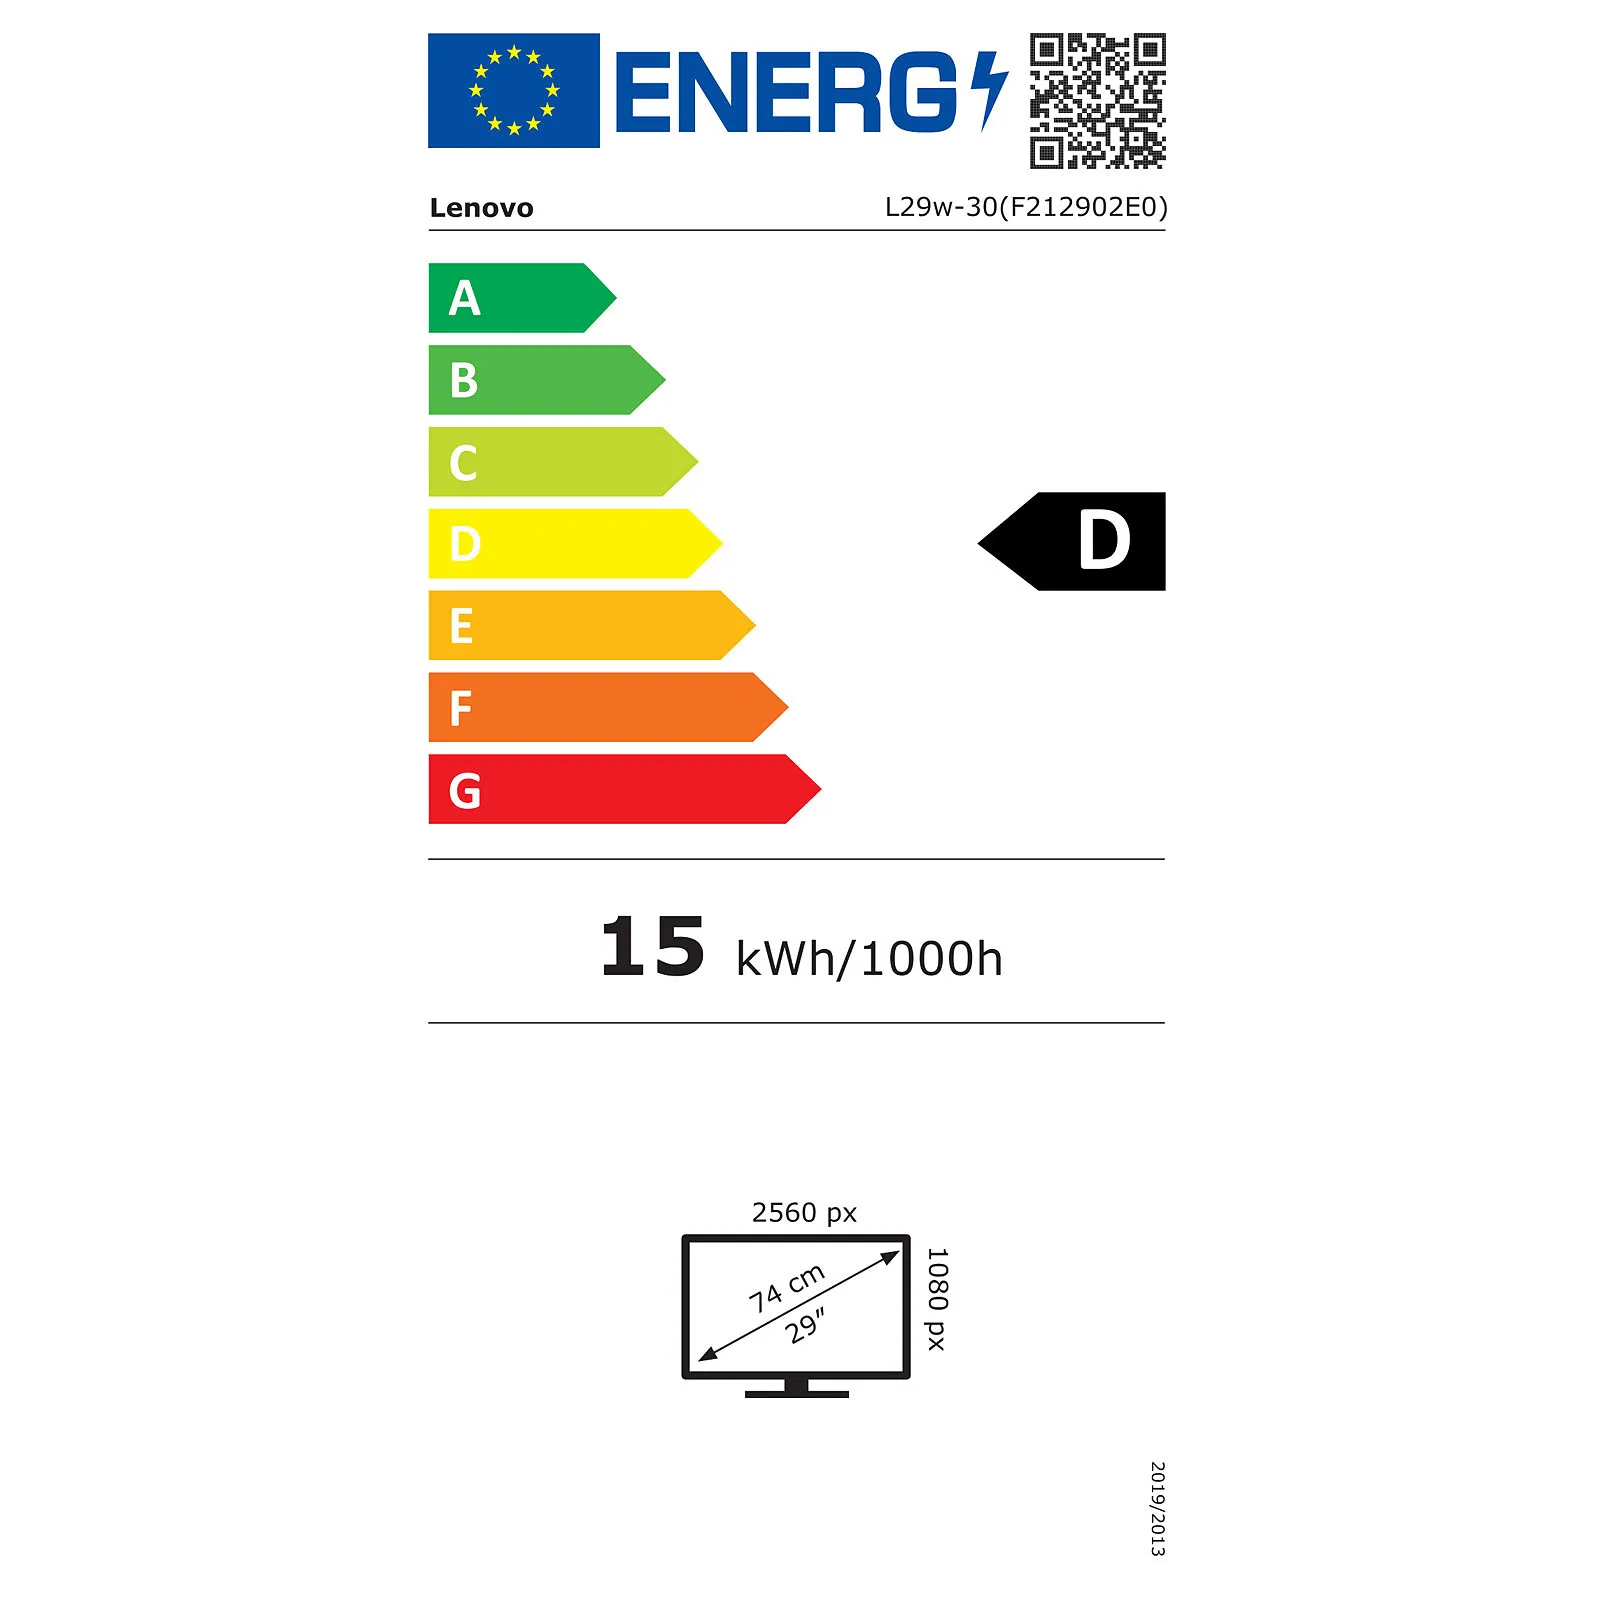 ENERG
Lenovo
L29w-30(F212902E0)
A
B
C
D
D
E
F
G
15 kWh/1000h
2560 px
1080 px
74 cm
29″
2019/2013